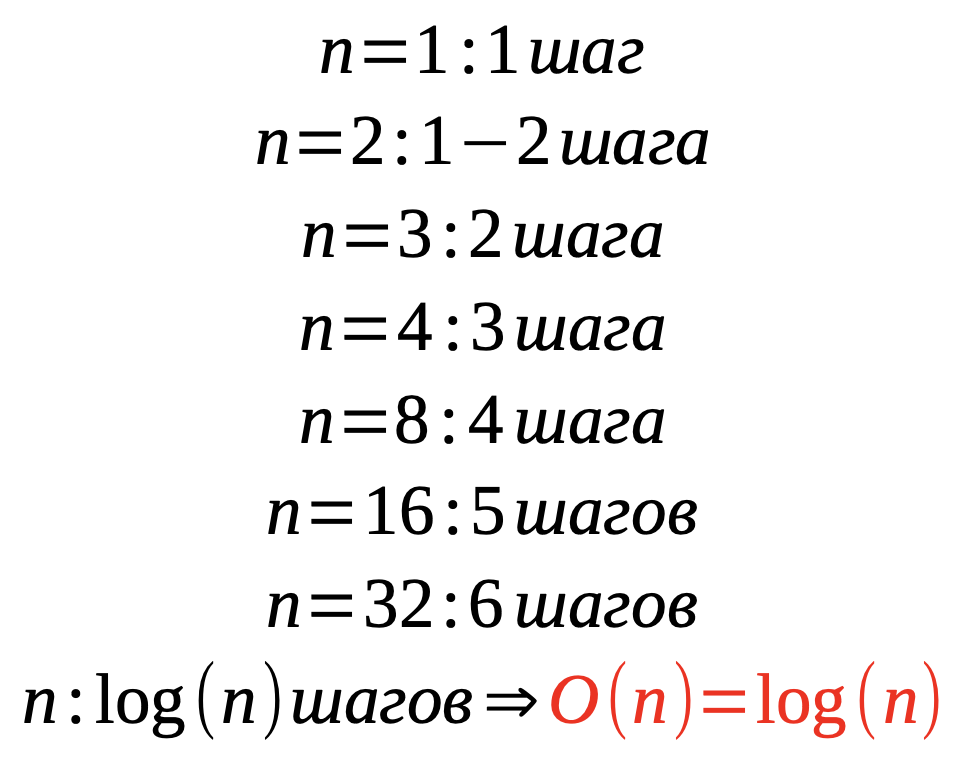 n=1:1 шаг
n=2:1−2 шага
n=3:2 шага
n=4:3 шага
n=8:4 шага
n=16:5 шагов
n=32:6 шагов
n:log(n) шагов ⇒ O(n)=log(n)